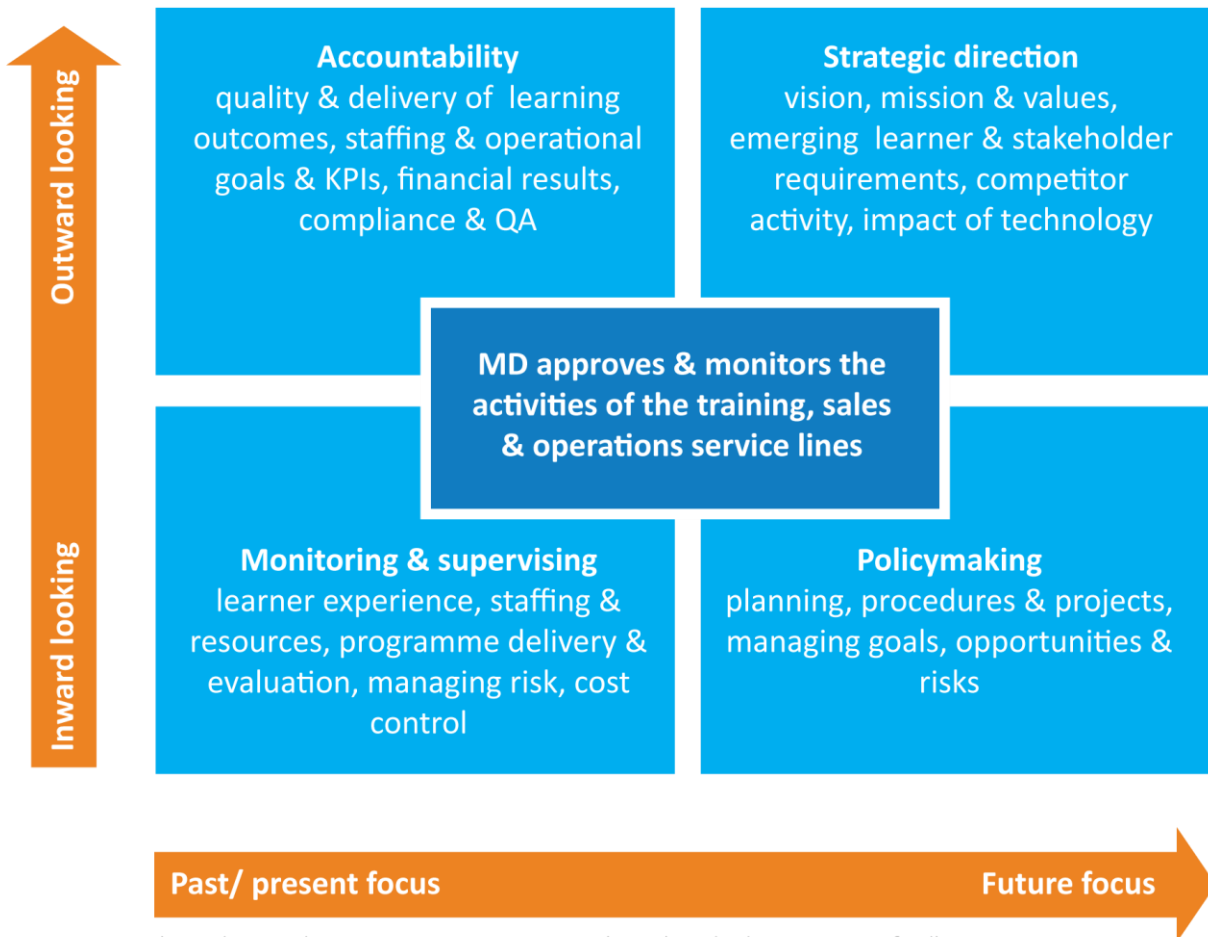 Outward looking
Inward looking
Accountability
quality & delivery of learning
outcomes, staffing & operational
goals & KPIs, financial results,
compliance & QA
Strategic direction
vision, mission & values,
emerging learner & stakeholder
requirements, competitor
activity, impact of technology
MD approves & monitors the
activities of the training, sales
& operations service lines
Monitoring & supervising
learner experience, staffing &
resources, programme delivery &
evaluation, managing risk, cost
control
Policymaking
planning, procedures & projects,
managing goals, opportunities &
risks
Past/ present focus
Future focus